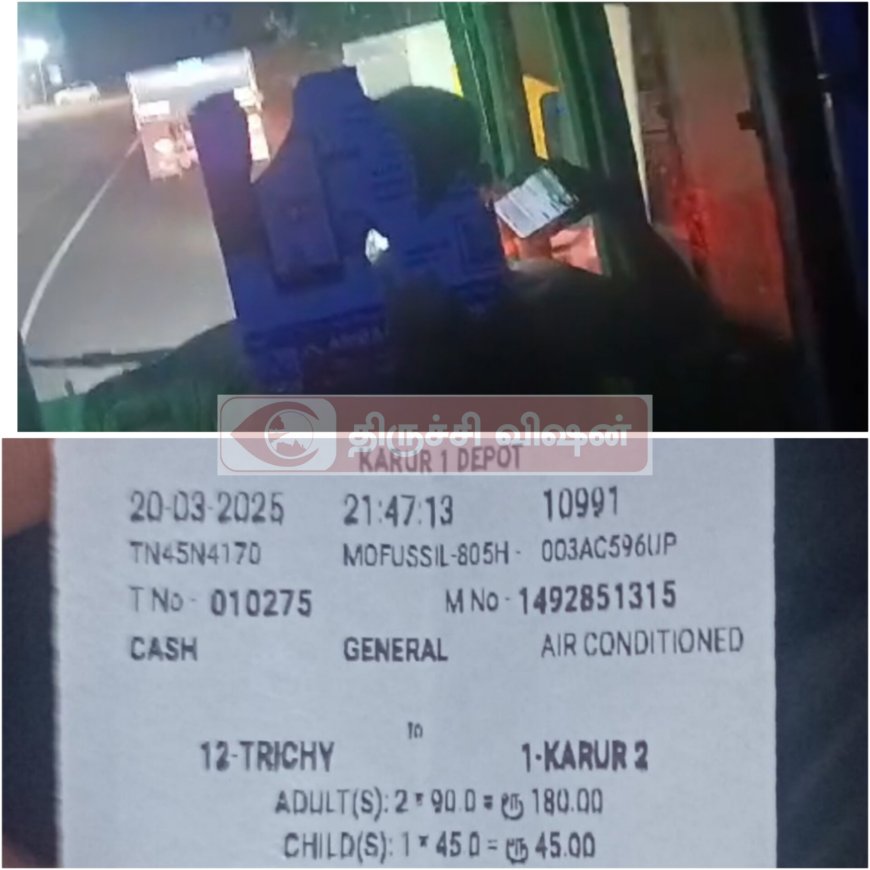 திருச்சி விஷன்
KARUR 1 DEPOT
20-03-2025 21:47:13 10991
TN45N4170 MOFUSSIL-805H - 003AC596UP
T No - 010275 M No - 1492851315
CASH GENERAL AIR CONDITIONED
To
12-TRICHY 1-KARUR 2
ADULT(S): 2 * 90.0 = ரூ 180.00
CHILD(S): 1 * 45.0 = ரூ 45.00